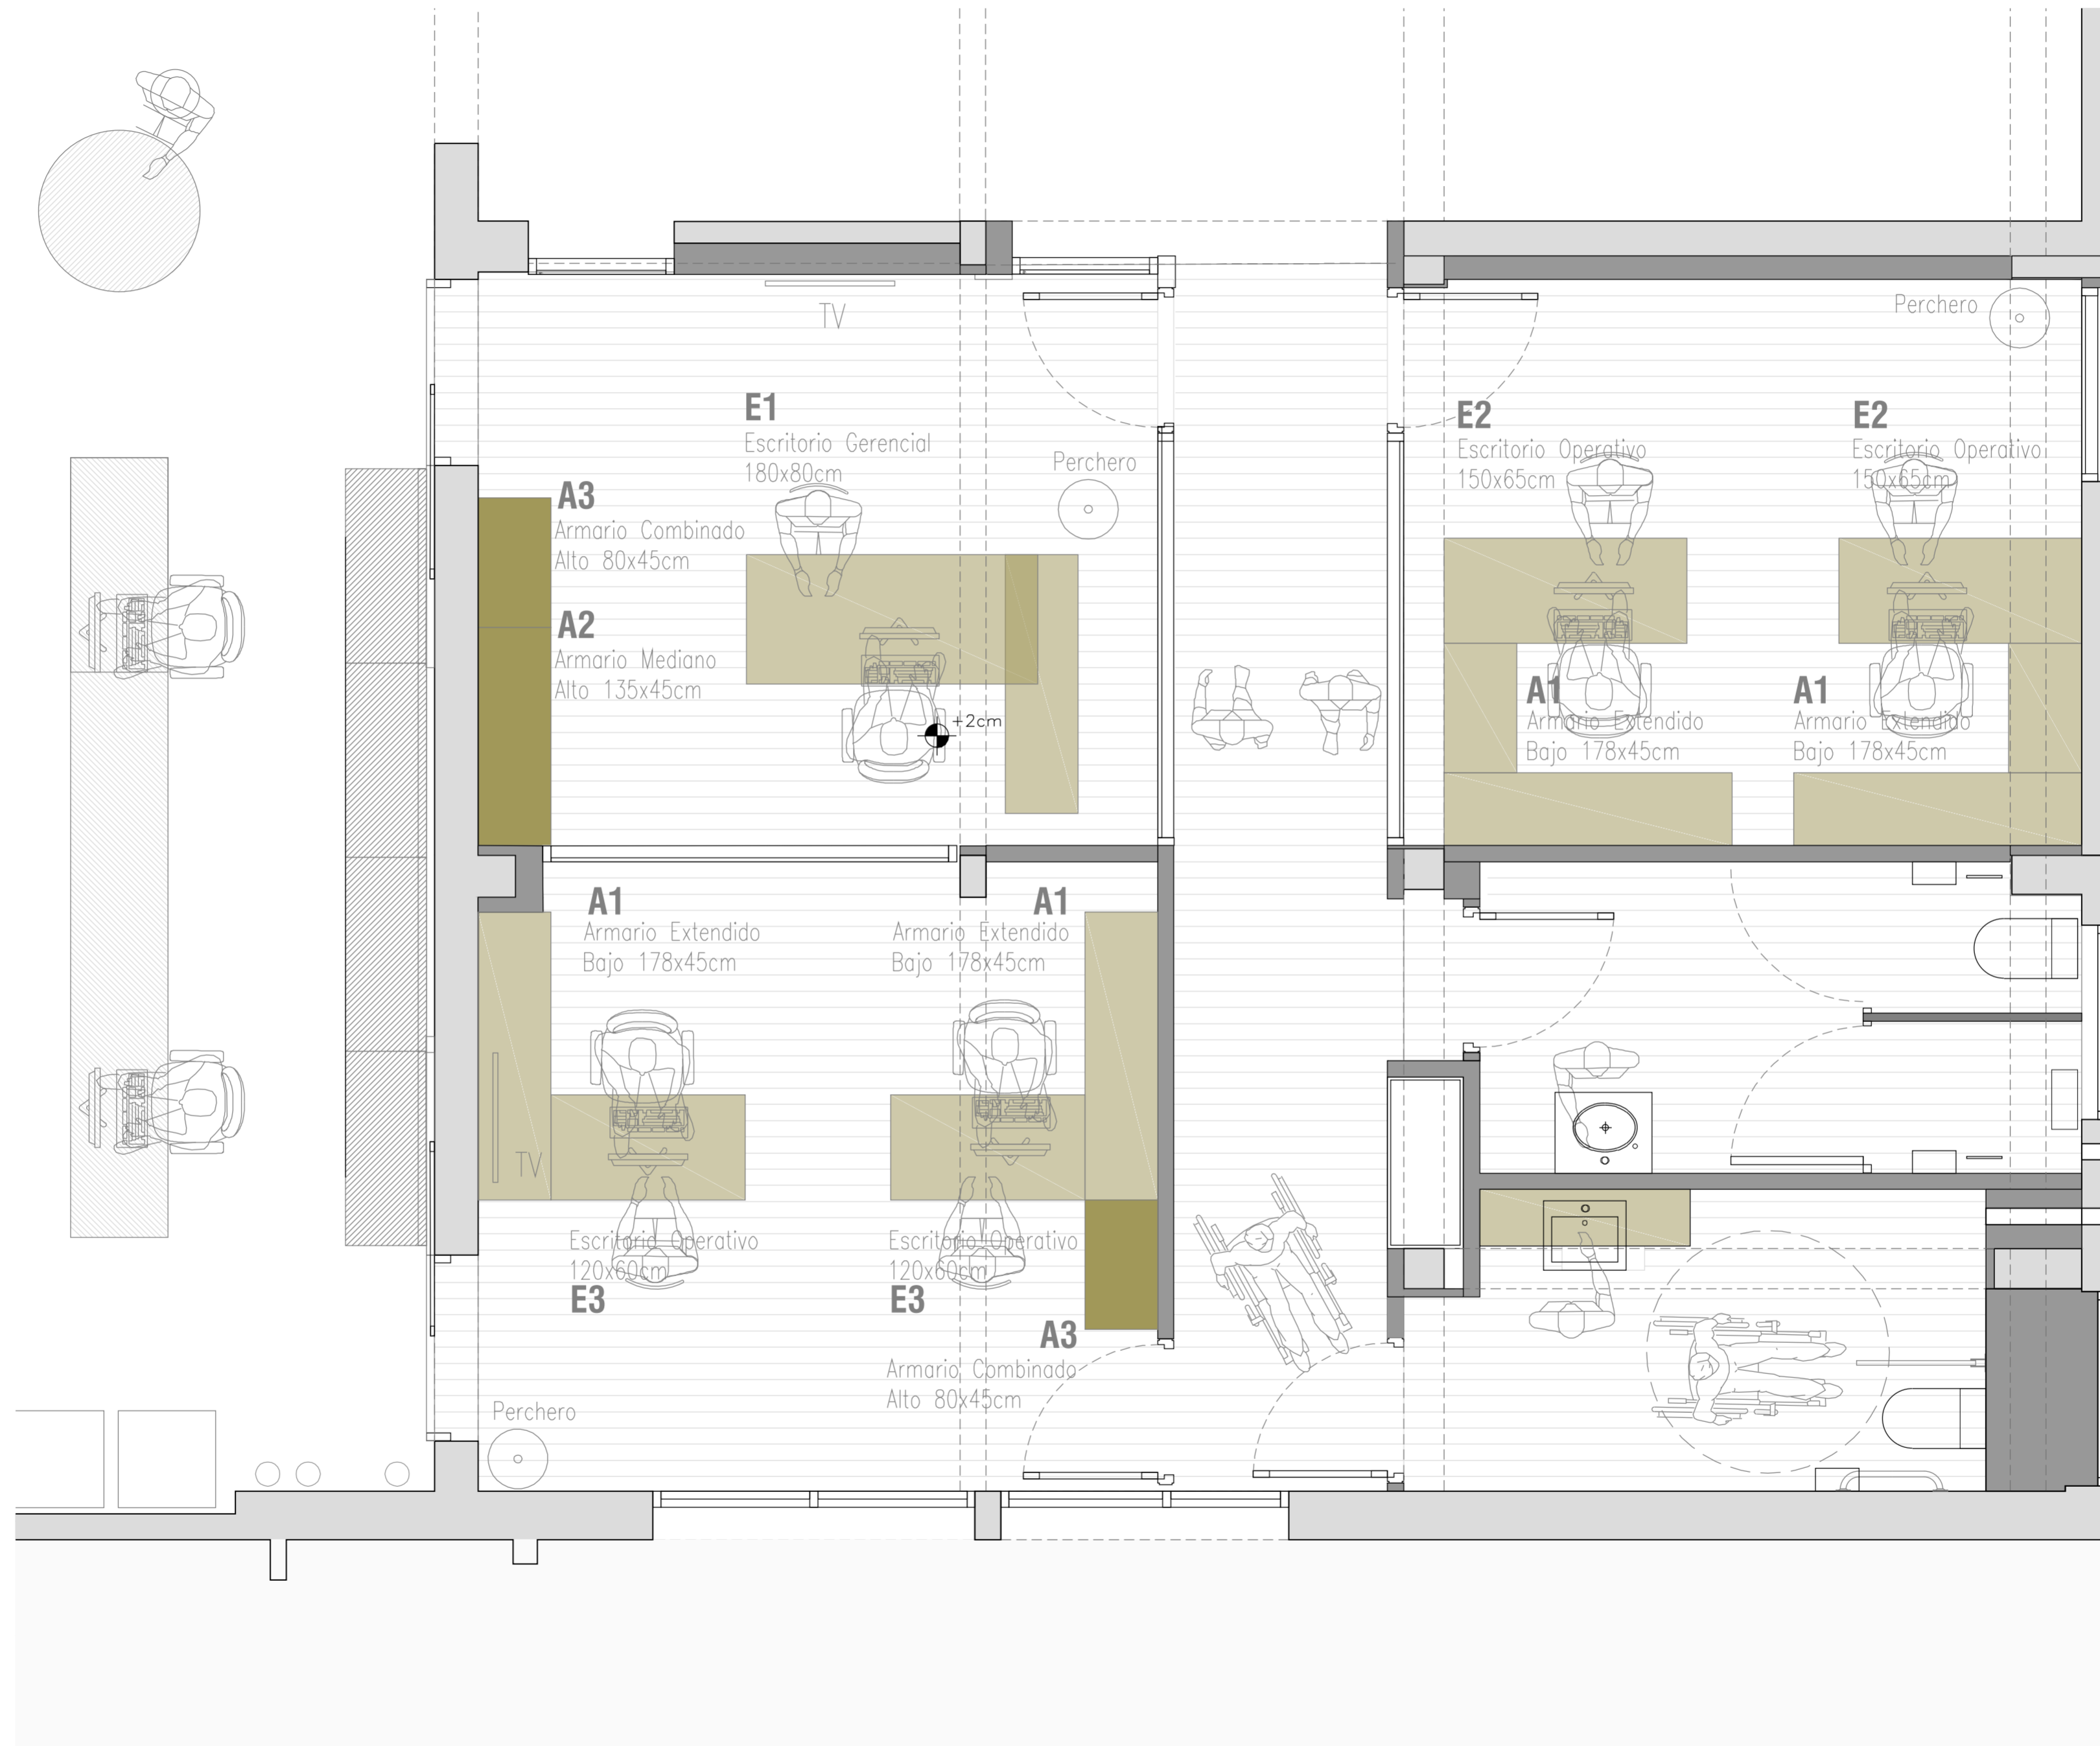 TV
Perchero
E1
Escritorio Gerencial
180x80cm
Perchero
E2
Escritorio Operativo
150x65cm
E2
Escritorio Operativo
150x65cm
A3
Armario Combinado
Alto 80x45cm
A2
Armario Mediano
Alto 135x45cm
+2cm
A1
Armario Extendido
Bajo 178x45cm
A1
Armario Extendido
Bajo 178x45cm
A1
Armario Extendido
Bajo 178x45cm
A1
Armario Extendido
Bajo 178x45cm
TV
Escritorio Operativo
120x60cm
E3
Escritorio Operativo
120x60cm
E3
A3
Armario Combinado
Alto 80x45cm
Perchero